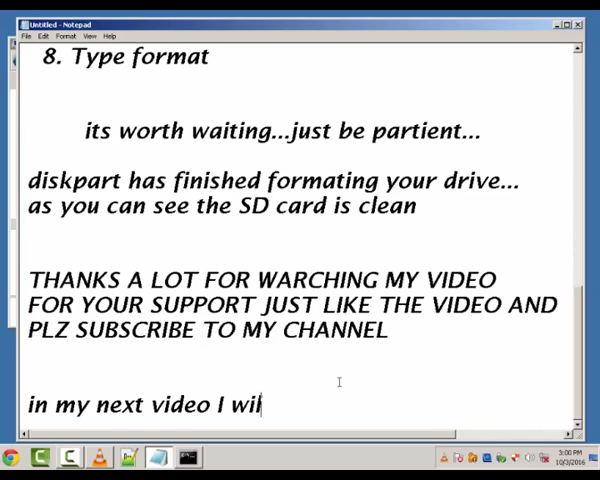 Untitled - Notepad
File Edit Format View Help
8. Type format
its worth waiting...just be partient...
diskpart has finished formating your drive...
as you can see the SD card is clean
THANKS A LOT FOR WARCHING MY VIDEO
FOR YOUR SUPPORT JUST LIKE THE VIDEO AND
PLZ SUBSCRIBE TO MY CHANNEL
in my next video I wil
3:00 PM
10/3/2016